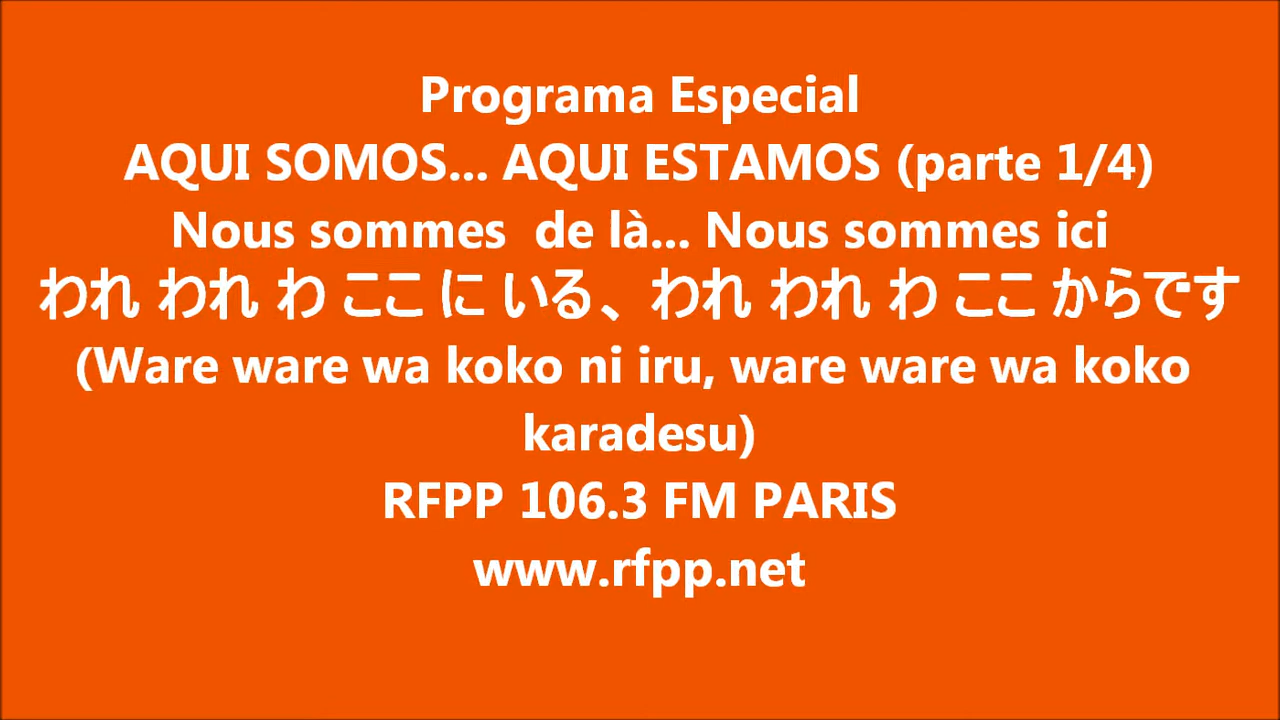 Programa Especial
AQUI SOMOS... AQUI ESTAMOS (parte 1/4)
Nous sommes  de là... Nous sommes ici
われ われ わ ここ に いる、われ われ わ ここ からです
(Ware ware wa koko ni iru, ware ware wa koko
karadesu)
RFPP 106.3 FM PARIS
www.rfpp.net